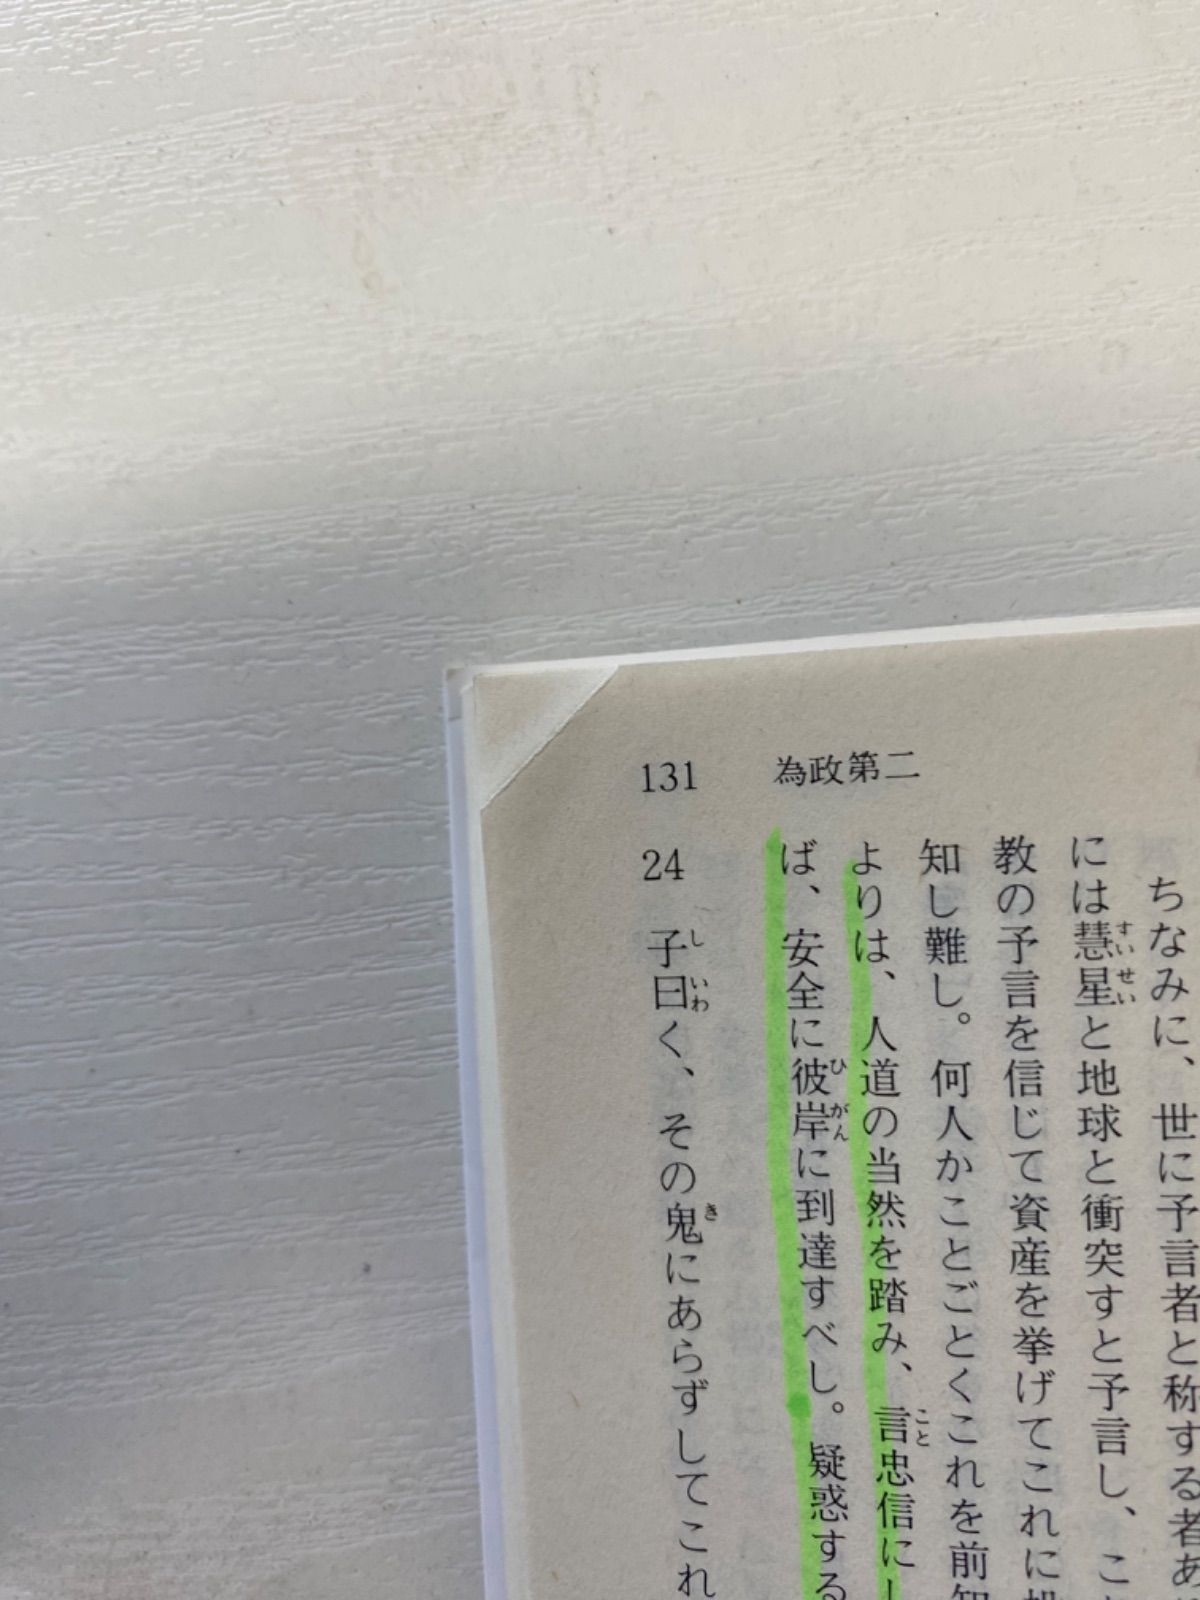 131 為政第二
ちなみに、世に予言者と称する者あ
には慧星と地球と衝突すと予言し、こ
教の予言を信じて資産を挙げてこれに
知し難し。何人かことごとくこれを前知
よりは、人道の当然を踏み、言忠信にし
ば、安全に彼岸に到達すべし。疑惑する
24 子曰く、その鬼にあらずしてこれ